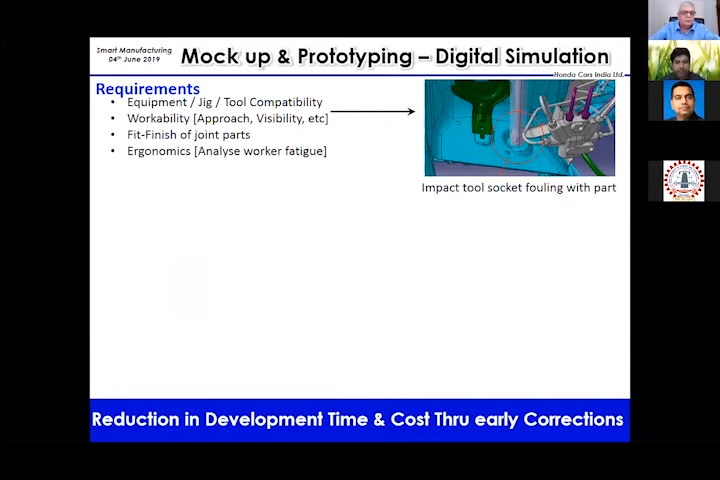 Smart Manufacturing
04th June 2019
Mock up & Prototyping – Digital Simulation
Honda Cars India Ltd.
Requirements
• Equipment / Jig / Tool Compatibility
• Workability [Approach, Visibility, etc]
• Fit-Finish of joint parts
• Ergonomics [Analyse worker fatigue]
Impact tool socket fouling with part
Reduction in Development Time & Cost Thru early Corrections